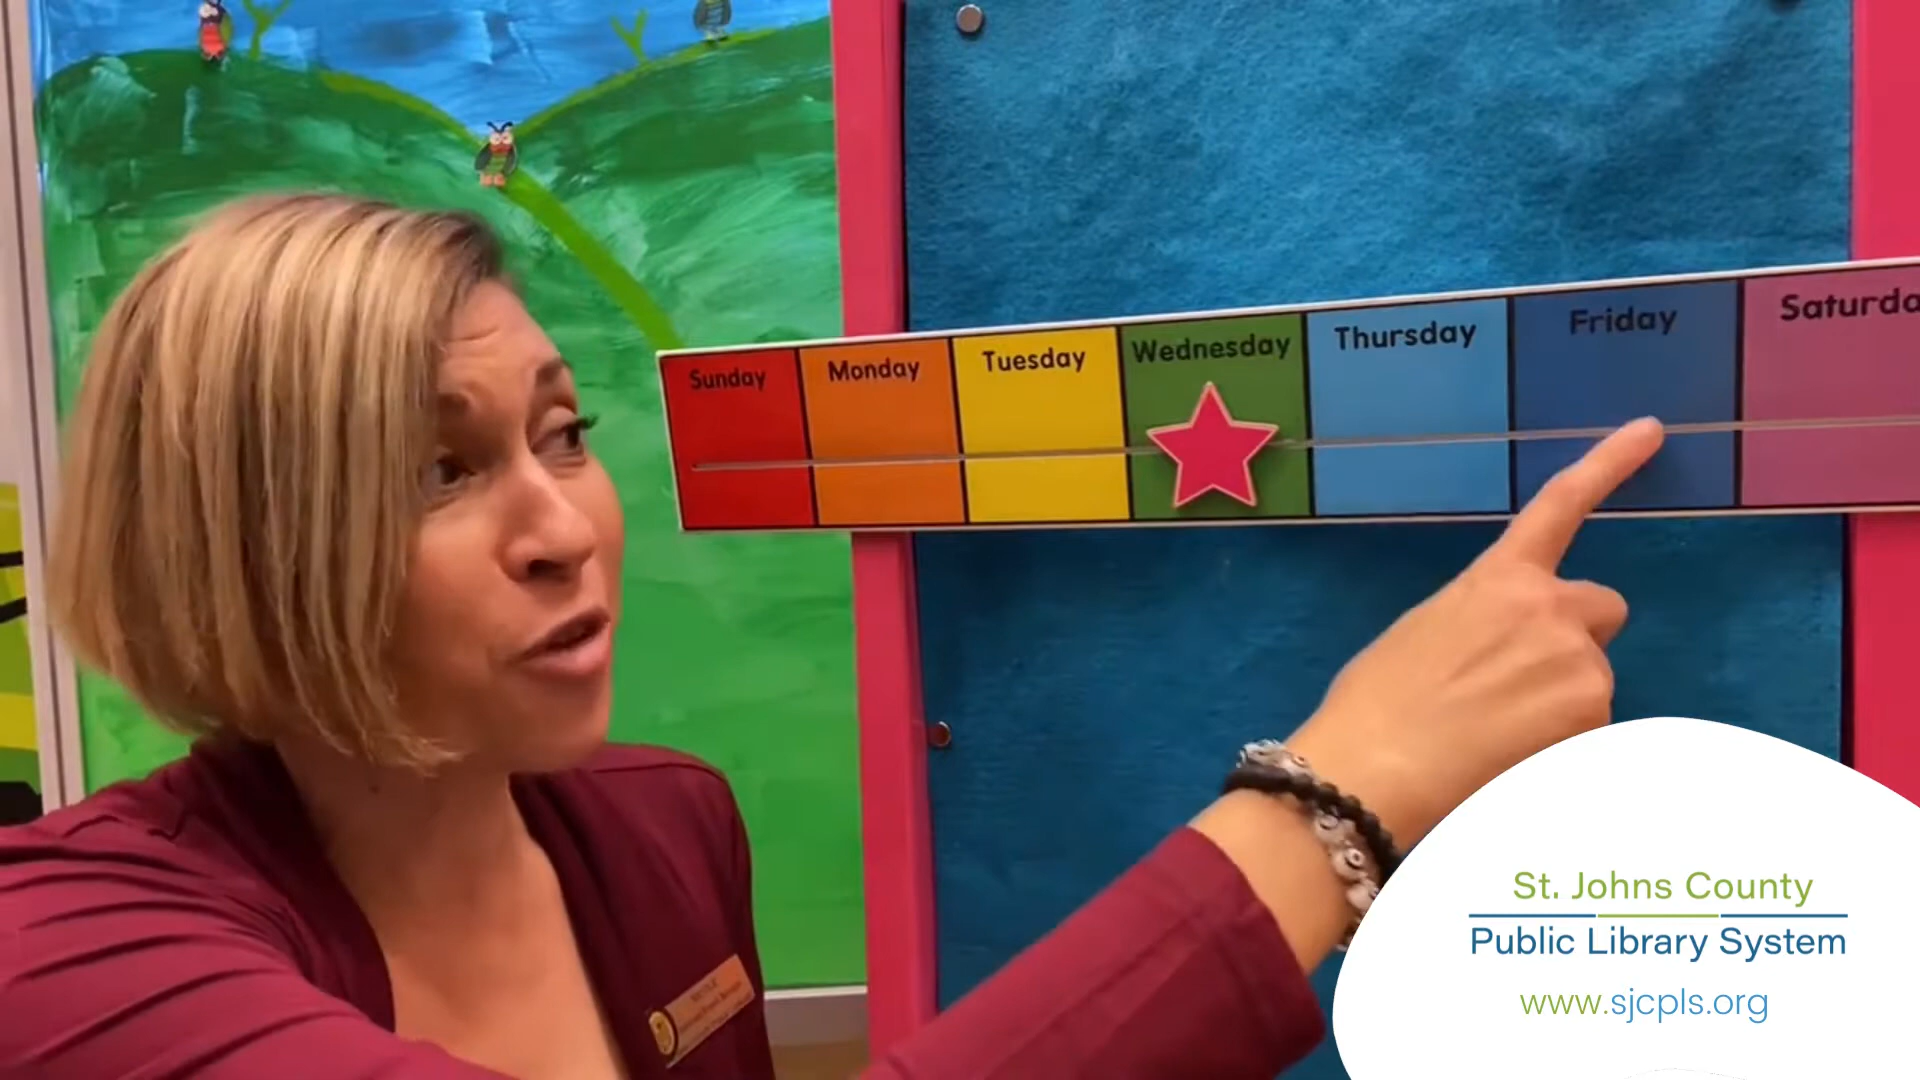 Sunday
Monday
Tuesday
Wednesday
Thursday
Friday
Saturda
St. Johns County
Public Library System
www.sjcpls.org